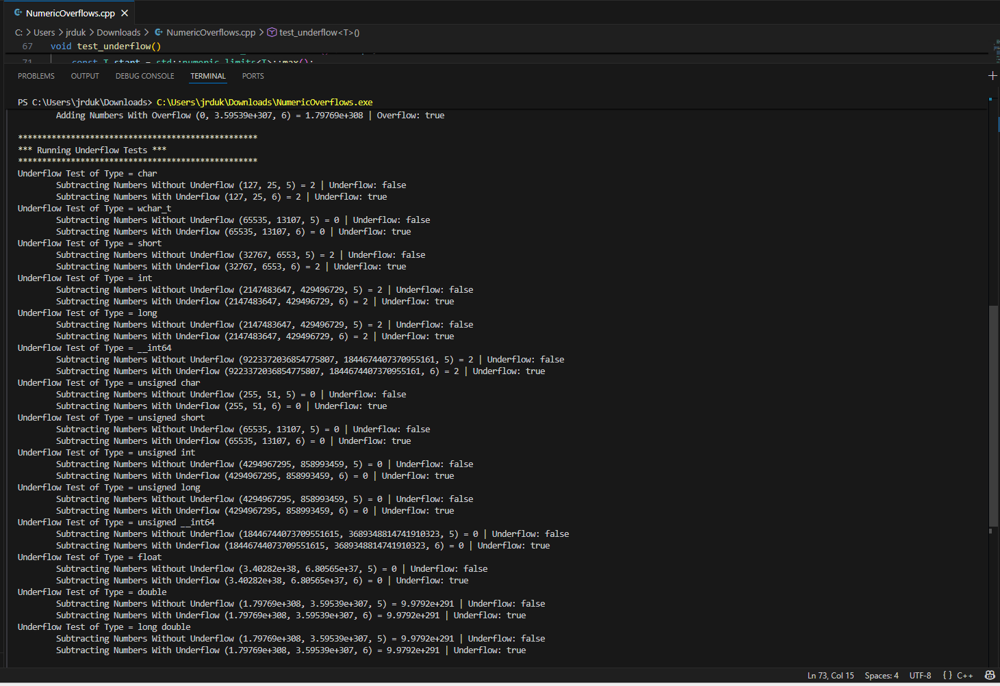 NumericOverflows.cpp
C: > Users > jrduk > Downloads > NumericOverflows.cpp > test_underflow<T>()
67 void test_underflow()
71 const T start = std::numeric_limits<T>::max();
PROBLEMS OUTPUT DEBUG CONSOLE TERMINAL PORTS
PS C:\Users\jrduk\Downloads> C:\Users\jrduk\Downloads\NumericOverflows.exe
Adding Numbers With Overflow (0, 3.59539e+307, 6) = 1.79769e+308 | Overflow: true
**************************************************
*** Running Underflow Tests ***
**************************************************
Underflow Test of Type = char
Subtracting Numbers Without Underflow (127, 25, 5) = 2 | Underflow: false
Subtracting Numbers With Underflow (127, 25, 6) = 2 | Underflow: true
Underflow Test of Type = wchar_t
Subtracting Numbers Without Underflow (65535, 13107, 5) = 0 | Underflow: false
Subtracting Numbers With Underflow (65535, 13107, 6) = 0 | Underflow: true
Underflow Test of Type = short
Subtracting Numbers Without Underflow (32767, 6553, 5) = 2 | Underflow: false
Subtracting Numbers With Underflow (32767, 6553, 6) = 2 | Underflow: true
Underflow Test of Type = int
Subtracting Numbers Without Underflow (2147483647, 429496729, 5) = 2 | Underflow: false
Subtracting Numbers With Underflow (2147483647, 429496729, 6) = 2 | Underflow: true
Underflow Test of Type = long
Subtracting Numbers Without Underflow (2147483647, 429496729, 5) = 2 | Underflow: false
Subtracting Numbers With Underflow (2147483647, 429496729, 6) = 2 | Underflow: true
Underflow Test of Type = __int64
Subtracting Numbers Without Underflow (9223372036854775807, 1844674407370955161, 5) = 2 | Underflow: false
Subtracting Numbers With Underflow (9223372036854775807, 1844674407370955161, 6) = 2 | Underflow: true
Underflow Test of Type = unsigned char
Subtracting Numbers Without Underflow (255, 51, 5) = 0 | Underflow: false
Subtracting Numbers With Underflow (255, 51, 6) = 0 | Underflow: true
Underflow Test of Type = unsigned short
Subtracting Numbers Without Underflow (65535, 13107, 5) = 0 | Underflow: false
Subtracting Numbers With Underflow (65535, 13107, 6) = 0 | Underflow: true
Underflow Test of Type = unsigned int
Subtracting Numbers Without Underflow (4294967295, 858993459, 5) = 0 | Underflow: false
Subtracting Numbers With Underflow (4294967295, 858993459, 6) = 0 | Underflow: true
Underflow Test of Type = unsigned long
Subtracting Numbers Without Underflow (4294967295, 858993459, 5) = 0 | Underflow: false
Subtracting Numbers With Underflow (4294967295, 858993459, 6) = 0 | Underflow: true
Underflow Test of Type = unsigned __int64
Subtracting Numbers Without Underflow (18446744073709551615, 3689348814741910323, 5) = 0 | Underflow: false
Subtracting Numbers With Underflow (18446744073709551615, 3689348814741910323, 6) = 0 | Underflow: true
Underflow Test of Type = float
Subtracting Numbers Without Underflow (3.40282e+38, 6.80565e+37, 5) = 0 | Underflow: false
Subtracting Numbers With Underflow (3.40282e+38, 6.80565e+37, 6) = 0 | Underflow: true
Underflow Test of Type = double
Subtracting Numbers Without Underflow (1.79769e+308, 3.59539e+307, 5) = 9.9792e+291 | Underflow: false
Subtracting Numbers With Underflow (1.79769e+308, 3.59539e+307, 6) = 9.9792e+291 | Underflow: true
Underflow Test of Type = long double
Subtracting Numbers Without Underflow (1.79769e+308, 3.59539e+307, 5) = 9.9792e+291 | Underflow: false
Subtracting Numbers With Underflow (1.79769e+308, 3.59539e+307, 6) = 9.9792e+291 | Underflow: true
Ln 73, Col 15 Spaces: 4 UTF-8 {} C++